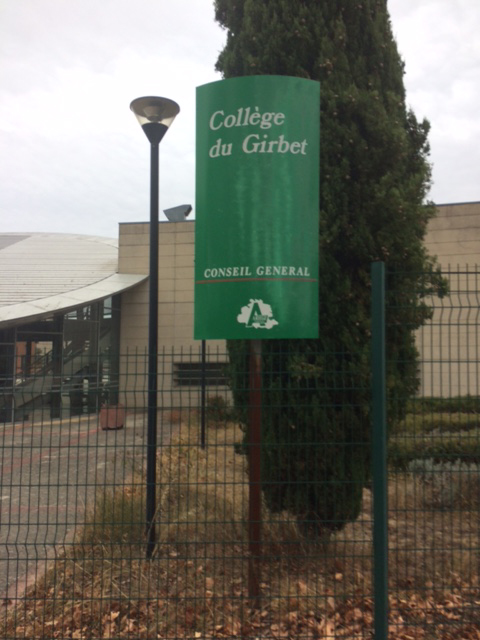 Collège
du Girbet
CONSEIL GENERAL